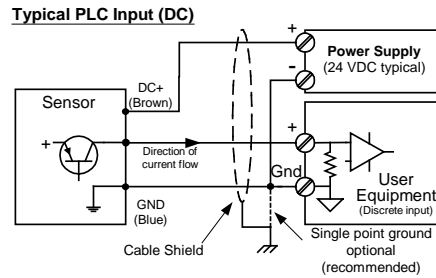 Typical PLC Input (DC)
+
Power Supply
(24 VDC typical)
-
Sensor
DC+
(Brown)
+
Direction of
current flow
+
Gnd
User
Equipment
(Discrete input)
GND
(Blue)
Cable Shield
Single point ground
optional
(recommended)